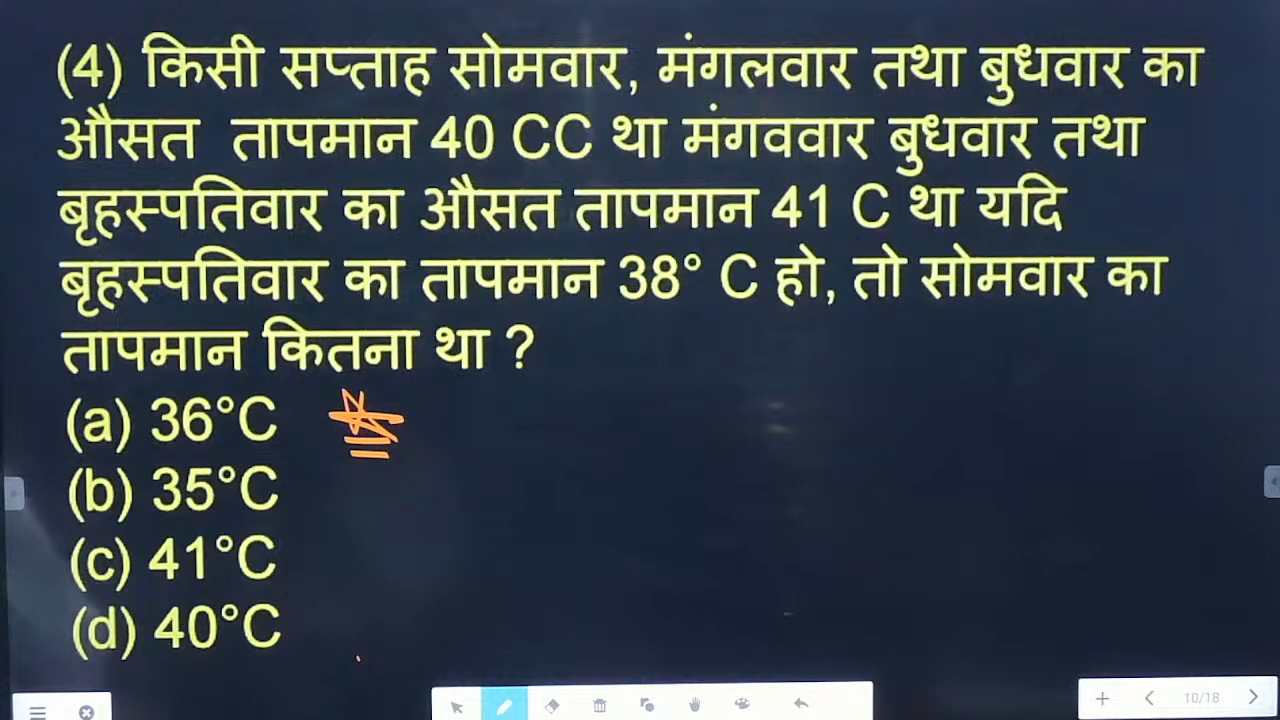 (4) किसी सप्ताह सोमवार, मंगलवार तथा बुधवार का
औसत तापमान 40 CC था मंगववार बुधवार तथा
बृहस्पतिवार का औसत तापमान 41 C था यदि
बृहस्पतिवार का तापमान 38° C हो, तो सोमवार का
तापमान कितना था ?
(a) 36°C
(b) 35°C
(c) 41°C
(d) 40°C
10/18